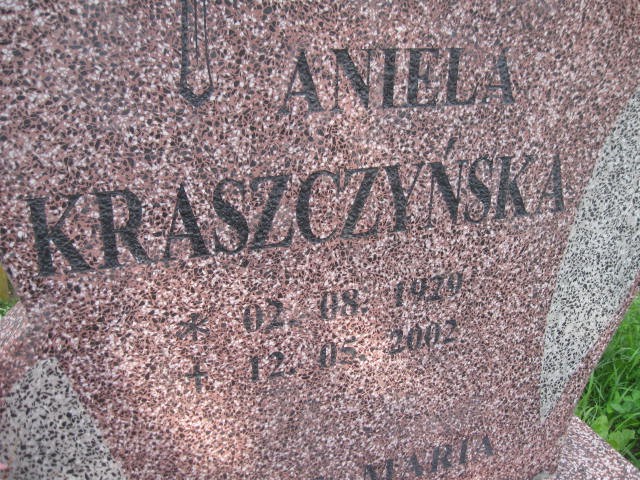 ANIELA
KRASZCZYŃSKA
* 02. 08. 1929
+ 12. 05. 2002
MARIA